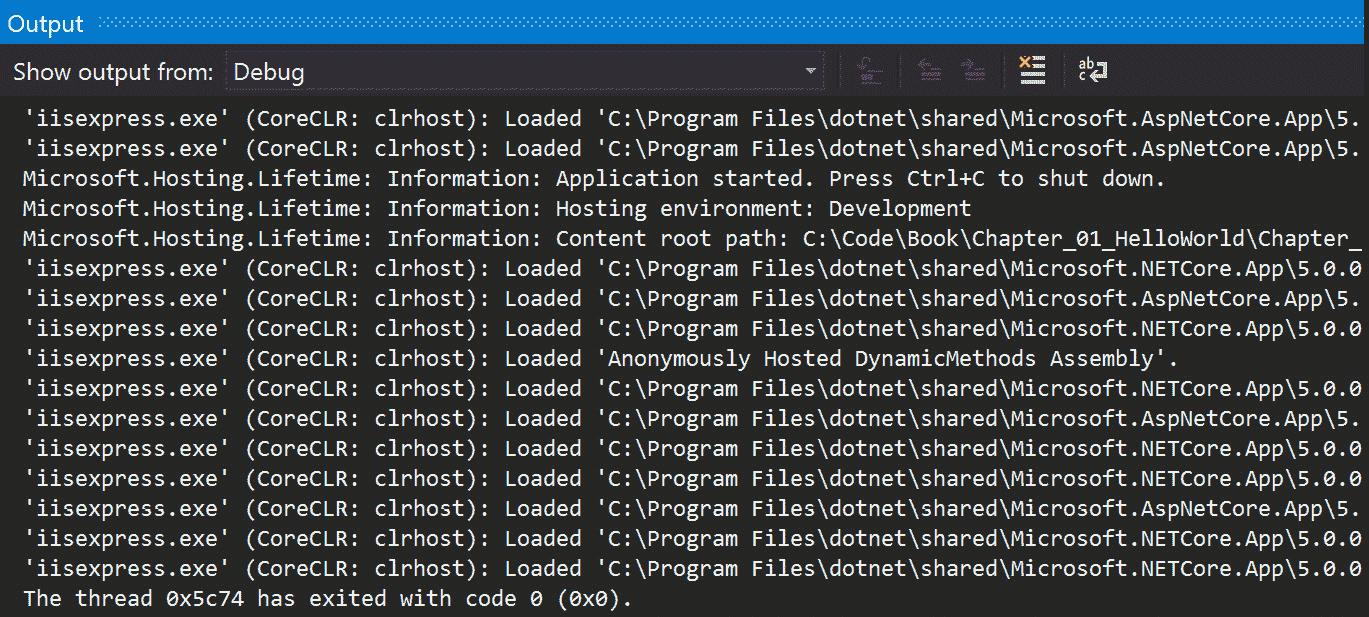 Output
Show output from: Debug
'iisexpress.exe' (CoreCLR: clrhost): Loaded 'C:\Program Files\dotnet\shared\Microsoft.AspNetCore.App\5.
'iisexpress.exe' (CoreCLR: clrhost): Loaded 'C:\Program Files\dotnet\shared\Microsoft.AspNetCore.App\5.
Microsoft.Hosting.Lifetime: Information: Application started. Press Ctrl+C to shut down.
Microsoft.Hosting.Lifetime: Information: Hosting environment: Development
Microsoft.Hosting.Lifetime: Information: Content root path: C:\Code\Book\Chapter_01_HelloWorld\Chapter_
'iisexpress.exe' (CoreCLR: clrhost): Loaded 'C:\Program Files\dotnet\shared\Microsoft.NETCore.App\5.0.0
'iisexpress.exe' (CoreCLR: clrhost): Loaded 'C:\Program Files\dotnet\shared\Microsoft.AspNetCore.App\5.
'iisexpress.exe' (CoreCLR: clrhost): Loaded 'C:\Program Files\dotnet\shared\Microsoft.NETCore.App\5.0.0
'iisexpress.exe' (CoreCLR: clrhost): Loaded 'Anonymously Hosted DynamicMethods Assembly'.
'iisexpress.exe' (CoreCLR: clrhost): Loaded 'C:\Program Files\dotnet\shared\Microsoft.NETCore.App\5.0.0
'iisexpress.exe' (CoreCLR: clrhost): Loaded 'C:\Program Files\dotnet\shared\Microsoft.AspNetCore.App\5.
'iisexpress.exe' (CoreCLR: clrhost): Loaded 'C:\Program Files\dotnet\shared\Microsoft.NETCore.App\5.0.0
'iisexpress.exe' (CoreCLR: clrhost): Loaded 'C:\Program Files\dotnet\shared\Microsoft.NETCore.App\5.0.0
'iisexpress.exe' (CoreCLR: clrhost): Loaded 'C:\Program Files\dotnet\shared\Microsoft.AspNetCore.App\5.
'iisexpress.exe' (CoreCLR: clrhost): Loaded 'C:\Program Files\dotnet\shared\Microsoft.NETCore.App\5.0.0
'iisexpress.exe' (CoreCLR: clrhost): Loaded 'C:\Program Files\dotnet\shared\Microsoft.NETCore.App\5.0.0
The thread 0x5c74 has exited with code 0 (0x0).